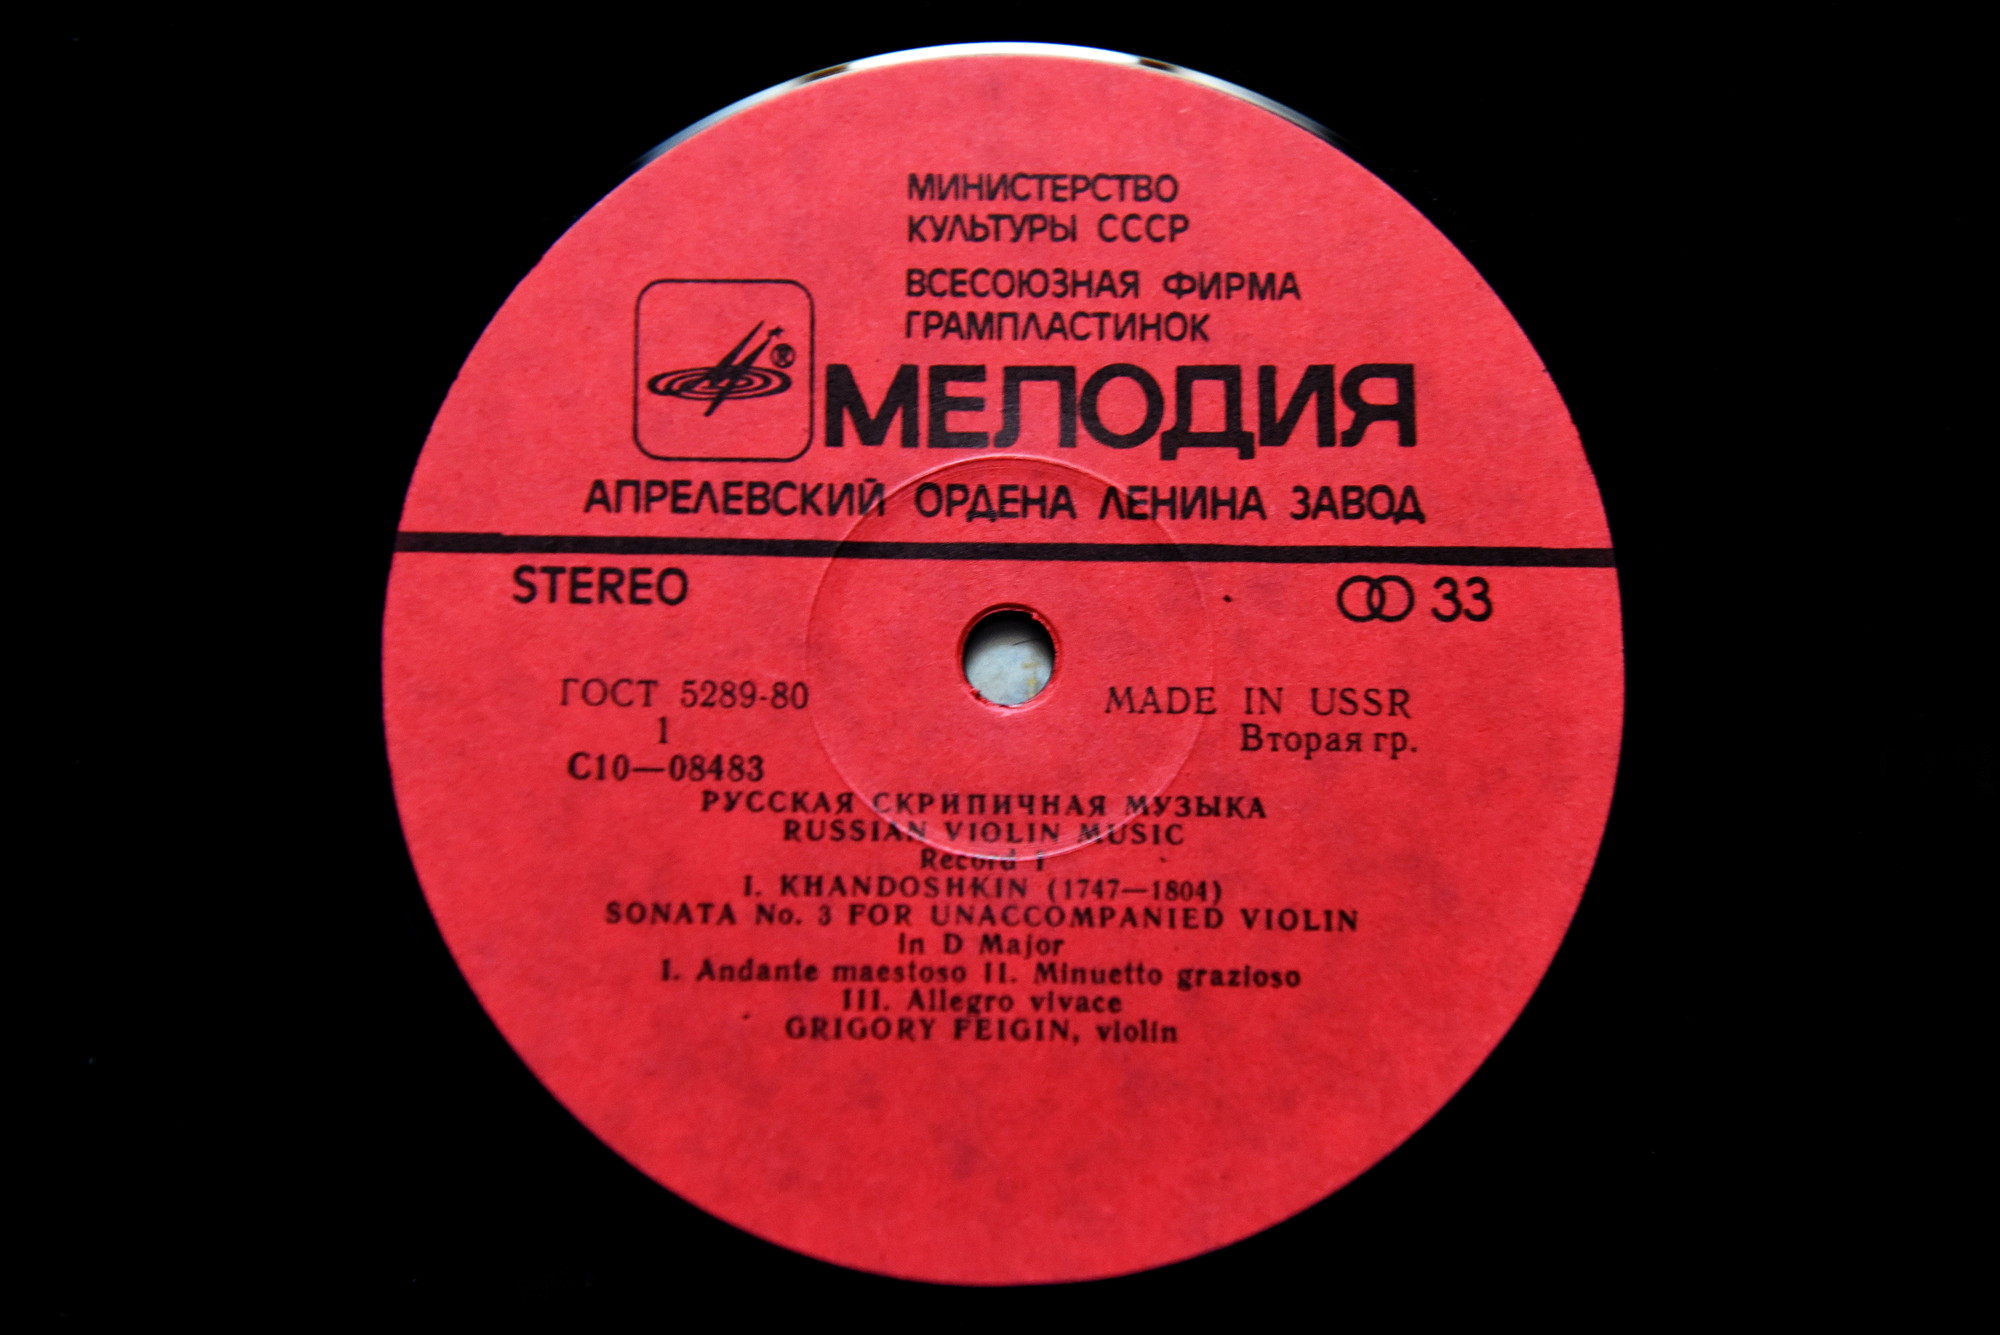 МИНИСТЕРСТВО
КУЛЬТУРЫ СССР
ВСЕСОЮЗНАЯ ФИРМА
ГРАМПЛАСТИНОК
®
МЕЛОДИЯ
АПРЕЛЕВСКИЙ ОРДЕНА ЛЕНИНА ЗАВОД
STEREO 33
ГОСТ 5289-80 MADE IN USSR
1 Вторая гр.
С10—08483
РУССКАЯ СКРИПИЧНАЯ МУЗЫКА
RUSSIAN VIOLIN MUSIC
Record 1
I. KHANDOSHKIN (1747—1804)
SONATA No. 3 FOR UNACCOMPANIED VIOLIN
in D Major
I. Andante maestoso II. Minuetto grazioso
III. Allegro vivace
GRIGORY FEIGIN, violin